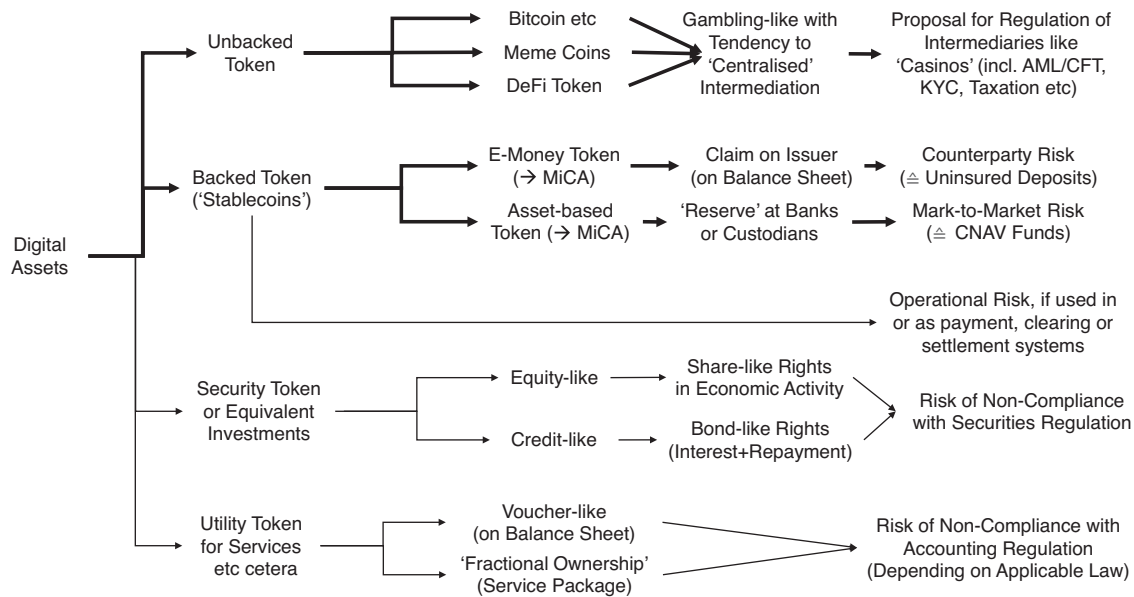 Digital
Assets
Unbacked
Token
Bitcoin etc
Meme Coins
DeFi Token
Gambling-like with
Tendency to
‘Centralised’
Intermediation
Proposal for Regulation of
Intermediaries like
‘Casinos’ (incl. AML/CFT,
KYC, Taxation etc)
Backed Token
(‘Stablecoins’)
E-Money Token
(→ MiCA)
Claim on Issuer
(on Balance Sheet)
Counterparty Risk
(≙ Uninsured Deposits)
Asset-based
Token (→ MiCA)
‘Reserve’ at Banks
or Custodians
Mark-to-Market Risk
(≙ CNAV Funds)
Operational Risk, if used in
or as payment, clearing or
settlement systems
Security Token
or Equivalent
Investments
Equity-like
Share-like Rights
in Economic Activity
Credit-like
Bond-like Rights
(Interest+Repayment)
Risk of Non-Compliance
with Securities Regulation
Utility Token
for Services
etc cetera
Voucher-like
(on Balance Sheet)
‘Fractional Ownership’
(Service Package)
Risk of Non-Compliance with
Accounting Regulation
(Depending on Applicable Law)